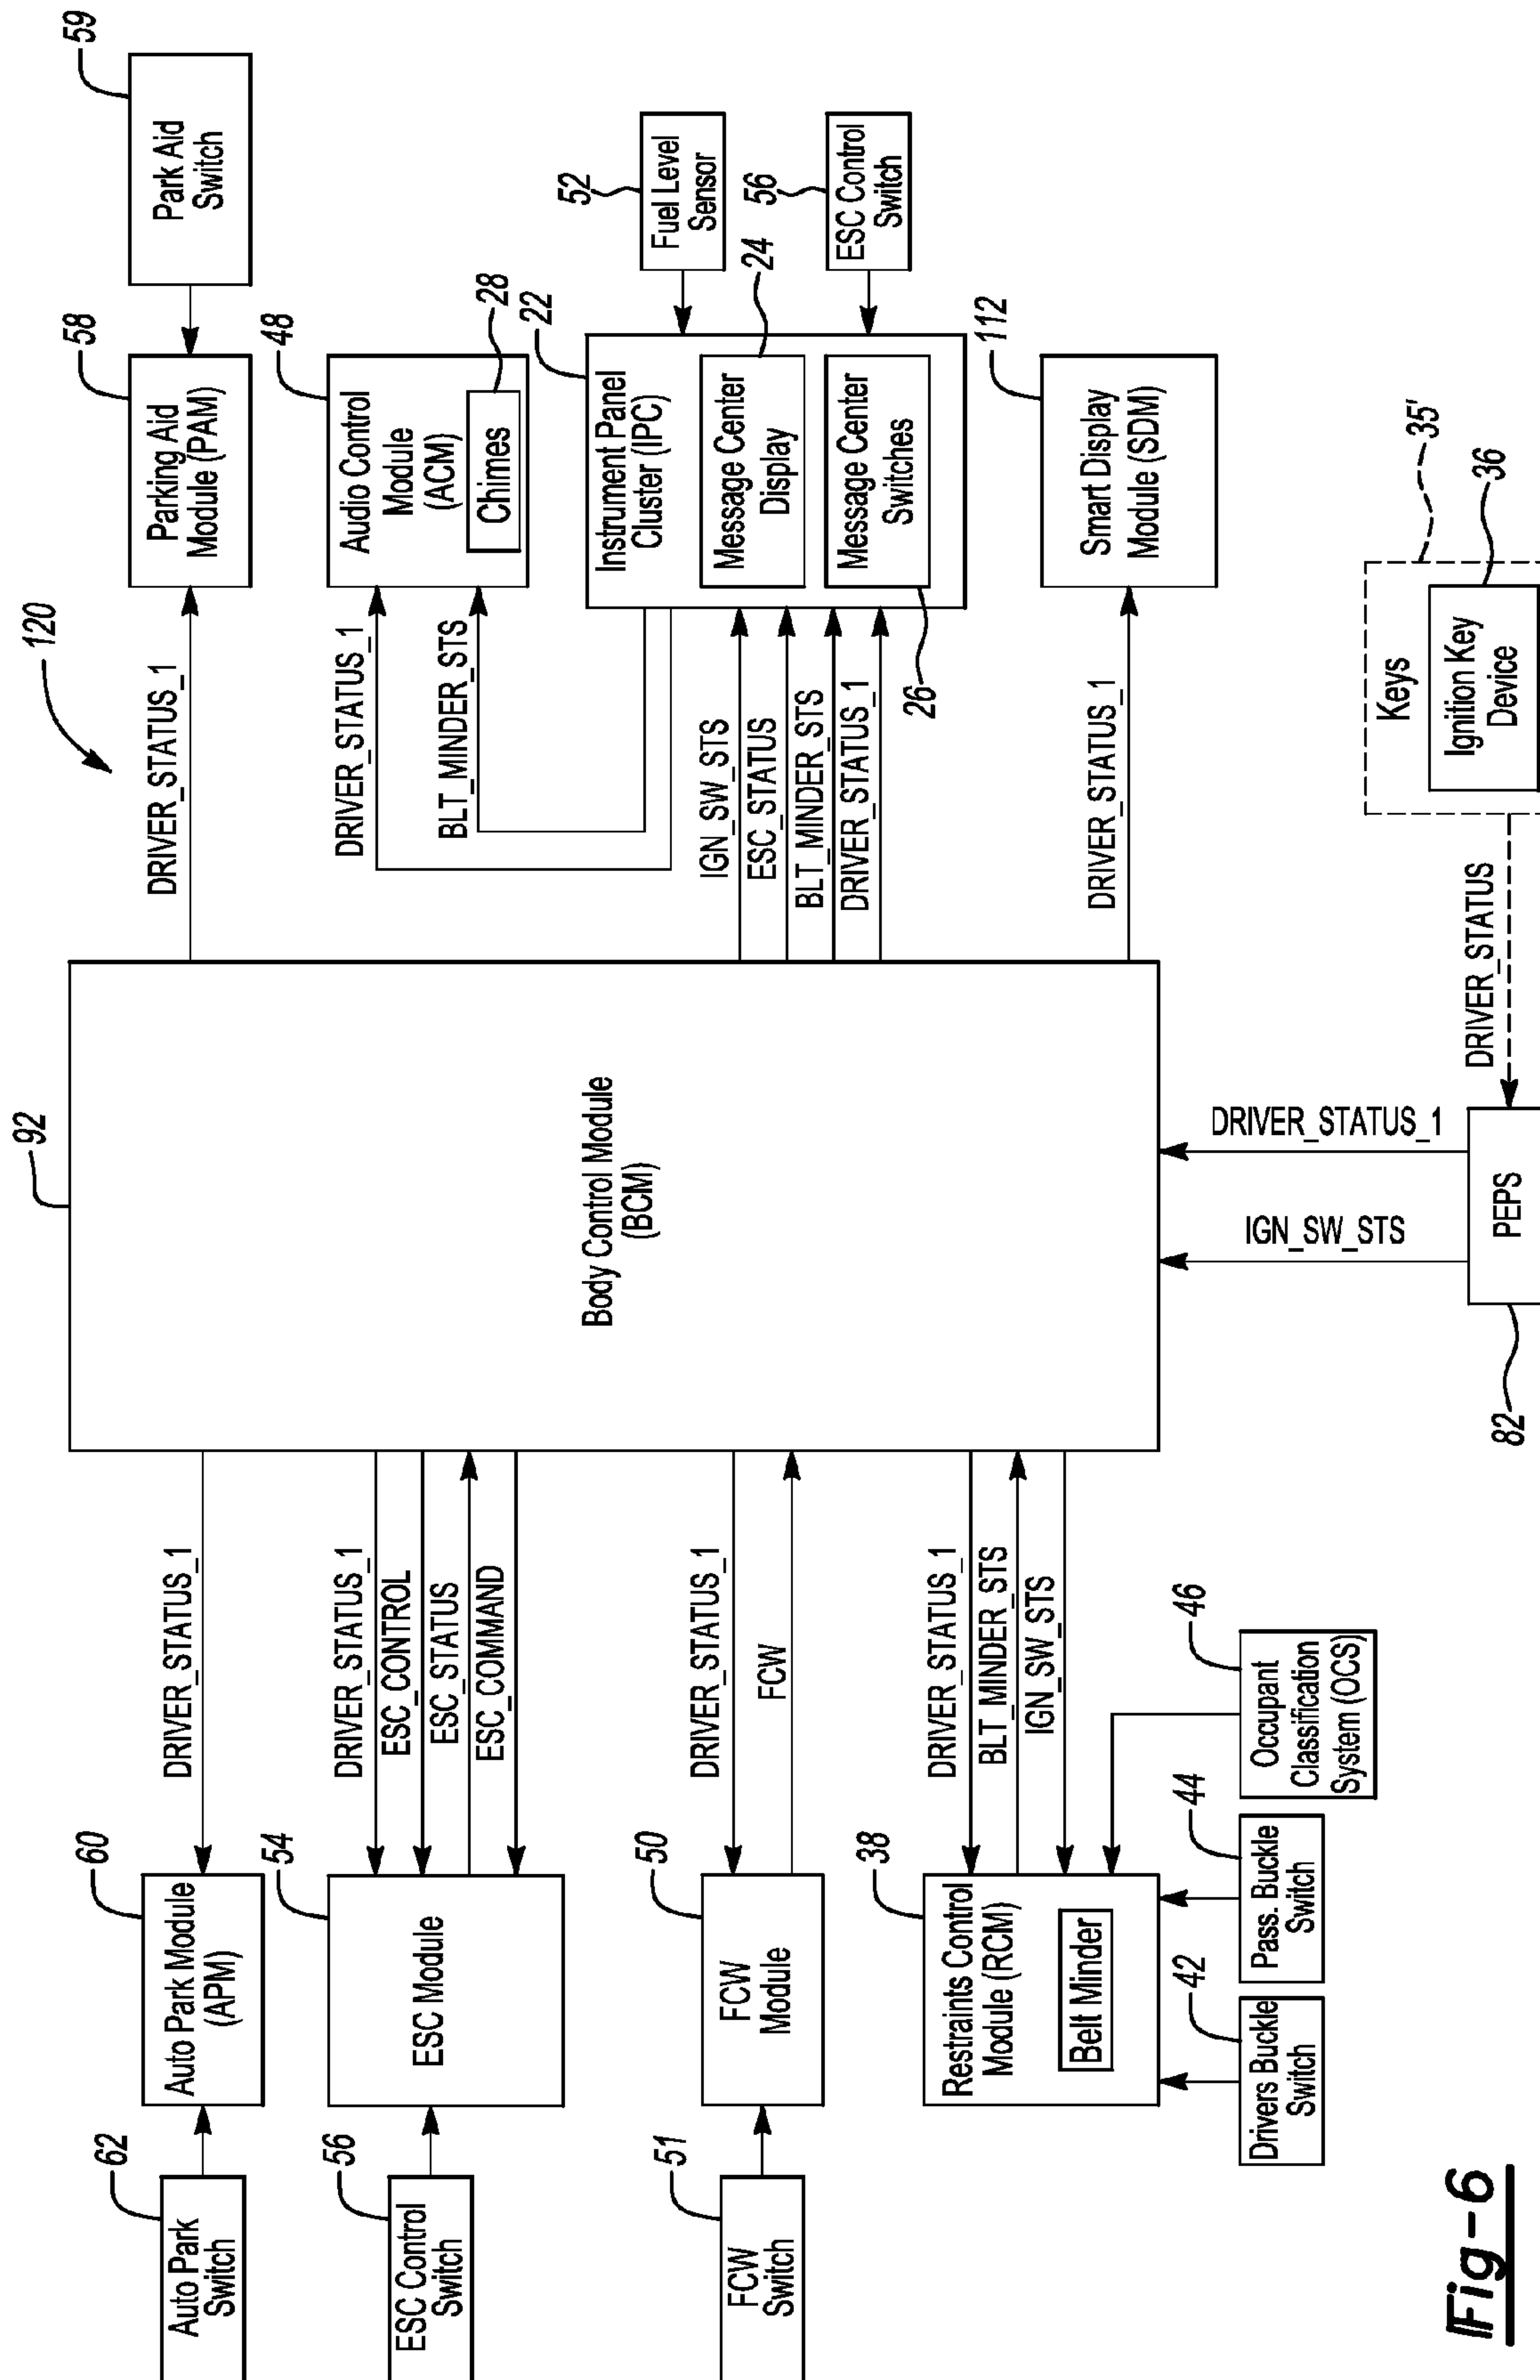 120
92
Body Control Module
(BCM)
62
Auto Park
Switch
60
Auto Park Module
(APM)
DRIVER_STATUS_1
56
ESC Control
Switch
54
ESC Module
DRIVER_STATUS_1
ESC_CONTROL
ESC_STATUS
ESC_COMMAND
51
FCW
Switch
50
FCW
Module
DRIVER_STATUS_1
FCW
38
Restraints Control
Module (RCM)
Belt Minder
DRIVER_STATUS_1
BLT_MINDER_STS
IGN_SW_STS
42
Drivers Buckle
Switch
44
Pass. Buckle
Switch
46
Occupant
Classification
System (OCS)
DRIVER_STATUS_1
58
Parking Aid
Module (PAM)
59
Park Aid
Switch
DRIVER_STATUS_1
BLT_MINDER_STS
48
Audio Control
Module
(ACM)
Chimes
28
IGN_SW_STS
ESC_STATUS
BLT_MINDER_STS
DRIVER_STATUS_1
22
Instrument Panel
Cluster (IPC)
Message Center
Display
24
Message Center
Switches
26
52
Fuel Level
Sensor
56
ESC Control
Switch
DRIVER_STATUS_1
112
Smart Display
Module (SDM)
IGN_SW_STS
DRIVER_STATUS_1
82
PEPS
DRIVER_STATUS
35'
Keys
Ignition Key
Device
36
Fig-6